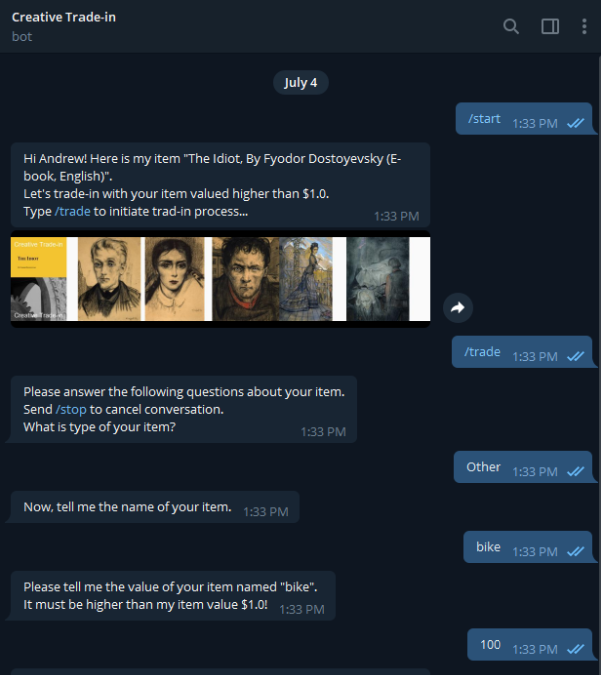 Creative Trade-in
bot
July 4
/start 1:33 PM
Hi Andrew! Here is my item "The Idiot, By Fyodor Dostoyevsky (E-
book, English)".
Let's trade-in with your item valued higher than $1.0.
Type /trade to initiate trad-in process...
1:33 PM
Creative Trade-in
Creative Trade-in
/trade 1:33 PM
Please answer the following questions about your item.
Send /stop to cancel conversation.
What is type of your item?
1:33 PM
Other 1:33 PM
Now, tell me the name of your item. 1:33 PM
bike 1:33 PM
Please tell me the value of your item named "bike".
It must be higher than my item value $1.0! 1:33 PM
100 1:33 PM